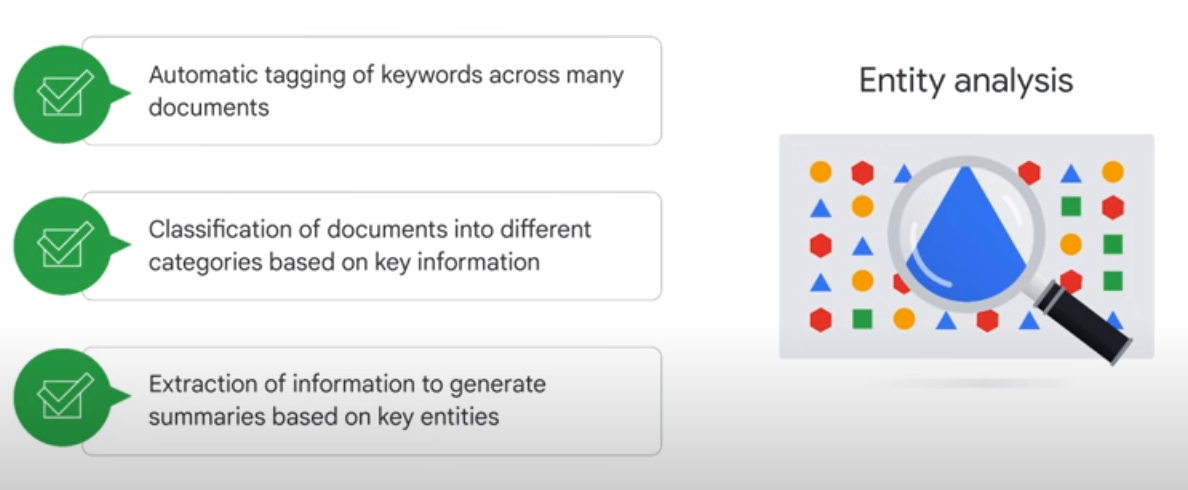 Automatic tagging of keywords across many
documents
Entity analysis
Classification of documents into different
categories based on key information
Extraction of information to generate
summaries based on key entities